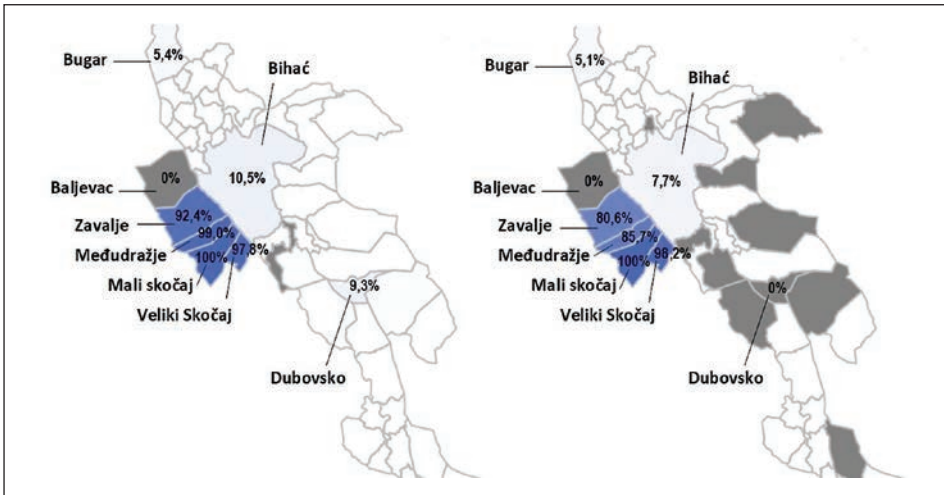 5,4%
Bugar
Bihać
10,5%
0%
Baljevac
92,4%
Zavalje
99,0%
97,8%
Međudražje
100%
Mali skočaj
Veliki Skočaj
9,3%
Dubovsko
5,1%
Bugar
Bihać
7,7%
0%
Baljevac
80,6%
Zavalje
85,7%
98,2%
Međudražje
100%
Mali skočaj
Veliki Skočaj
0%
Dubovsko